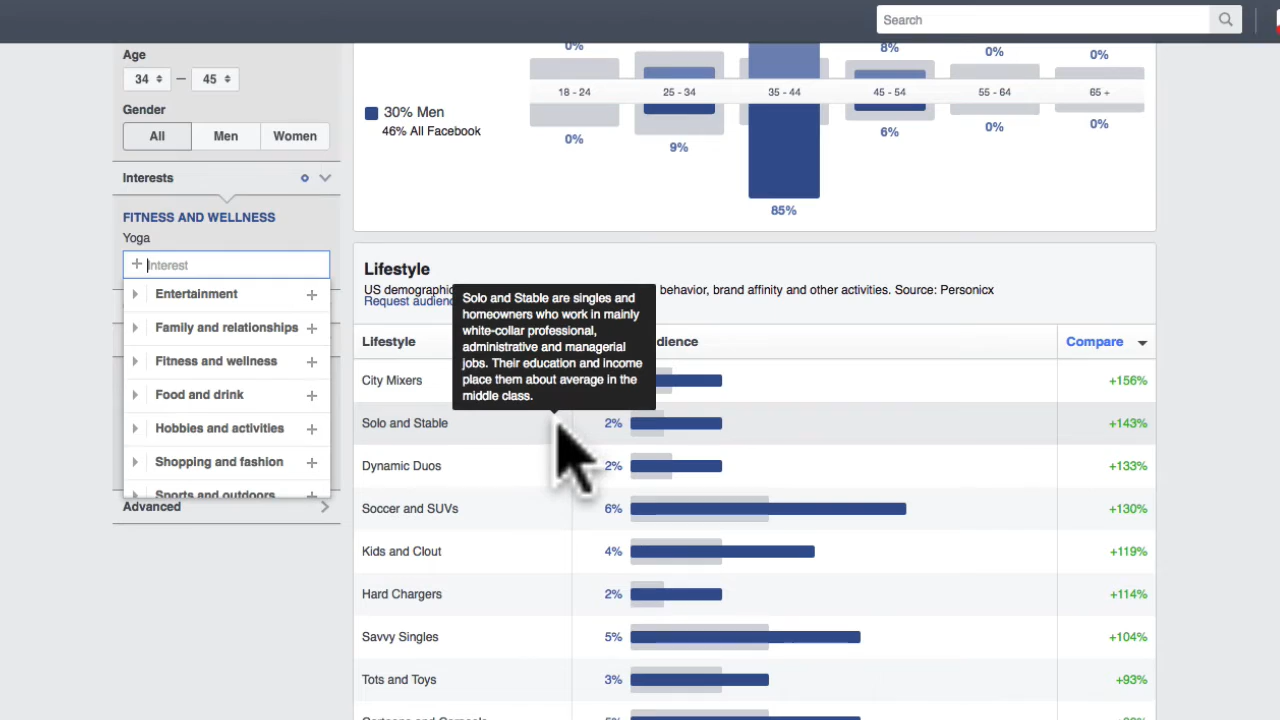 Search
Age
34 — 45
Gender
All Men Women
Interests
FITNESS AND WELLNESS
Yoga
+ Interest
Entertainment +
Family and relationships +
Fitness and wellness +
Food and drink +
Hobbies and activities +
Shopping and fashion +
Sports and outdoors +
Advanced
0% 8% 0% 0%
18 - 24 25 - 34 35 - 44 45 - 54 55 - 64 65 +
30% Men
46% All Facebook
0% 9% 85% 6% 0% 0%
Lifestyle
US demographic behavior, brand affinity and other activities. Source: Personicx
Request audien
Solo and Stable are singles and
homeowners who work in mainly
white-collar professional,
administrative and managerial
jobs. Their education and income
place them about average in the
middle class.
Lifestyle dience Compare
City Mixers +156%
Solo and Stable 2% +143%
Dynamic Duos 2% +133%
Soccer and SUVs 6% +130%
Kids and Clout 4% +119%
Hard Chargers 2% +114%
Savvy Singles 5% +104%
Tots and Toys 3% +93%